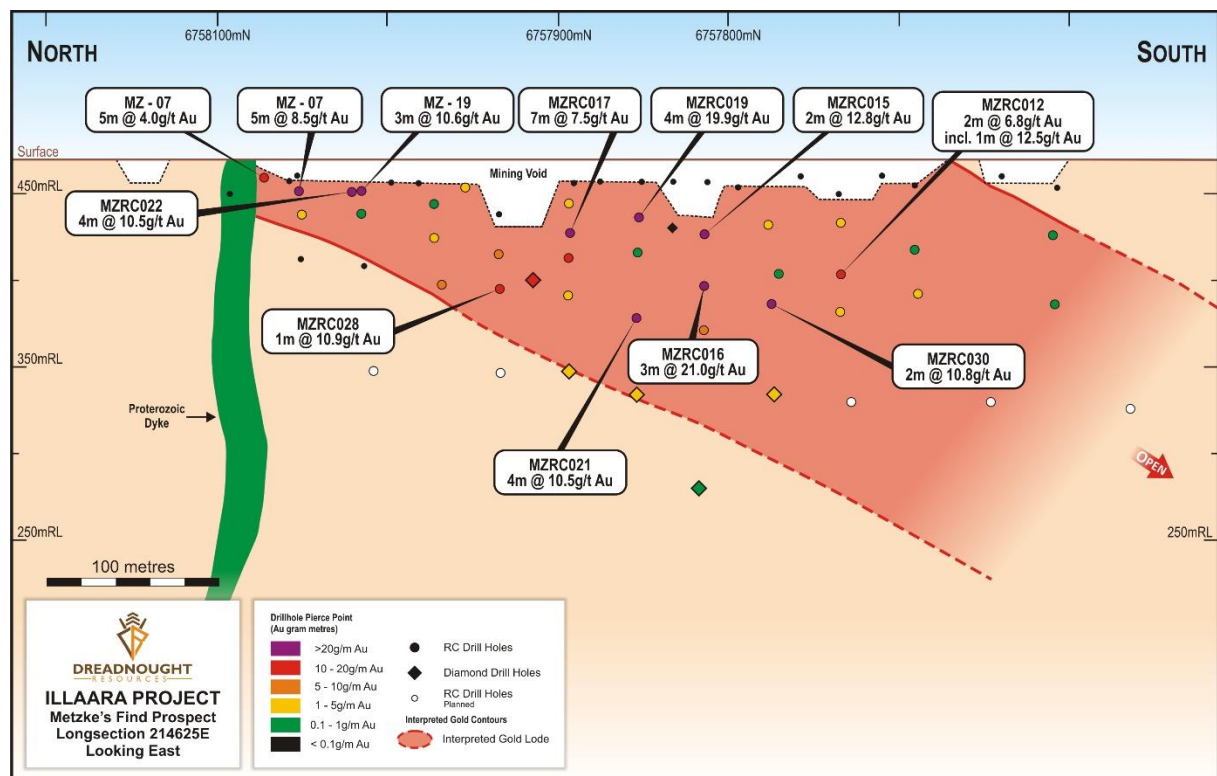 6758100mN
6757900mN
6757800mN
NORTH
SOUTH
MZ - 07
5m @ 4.0g/t Au
MZ - 07
5m @ 8.5g/t Au
MZ - 19
3m @ 10.6g/t Au
MZRC017
7m @ 7.5g/t Au
MZRC019
4m @ 19.9g/t Au
MZRC015
2m @ 12.8g/t Au
MZRC012
2m @ 6.8g/t Au
incl. 1m @ 12.5g/t Au
Surface
450mRL
Mining Void
450mRL
MZRC022
4m @ 10.5g/t Au
MZRC028
1m @ 10.9g/t Au
MZRC016
3m @ 21.0g/t Au
MZRC030
2m @ 10.8g/t Au
350mRL
350mRL
Proterozoic
Dyke
MZRC021
4m @ 10.5g/t Au
OPEN
250mRL
250mRL
100 metres
DREADNOUGHT
RESOURCES
ILLAARA PROJECT
Metzke's Find Prospect
Longsection 214625E
Looking East
Drillhole Pierce Point
(Au gram metres)
>20g/m Au
10 - 20g/m Au
5 - 10g/m Au
1 - 5g/m Au
0.1 - 1g/m Au
< 0.1g/m Au
RC Drill Holes
Diamond Drill Holes
RC Drill Holes
Planned
Interpreted Gold Contours
Interpreted Gold Lode